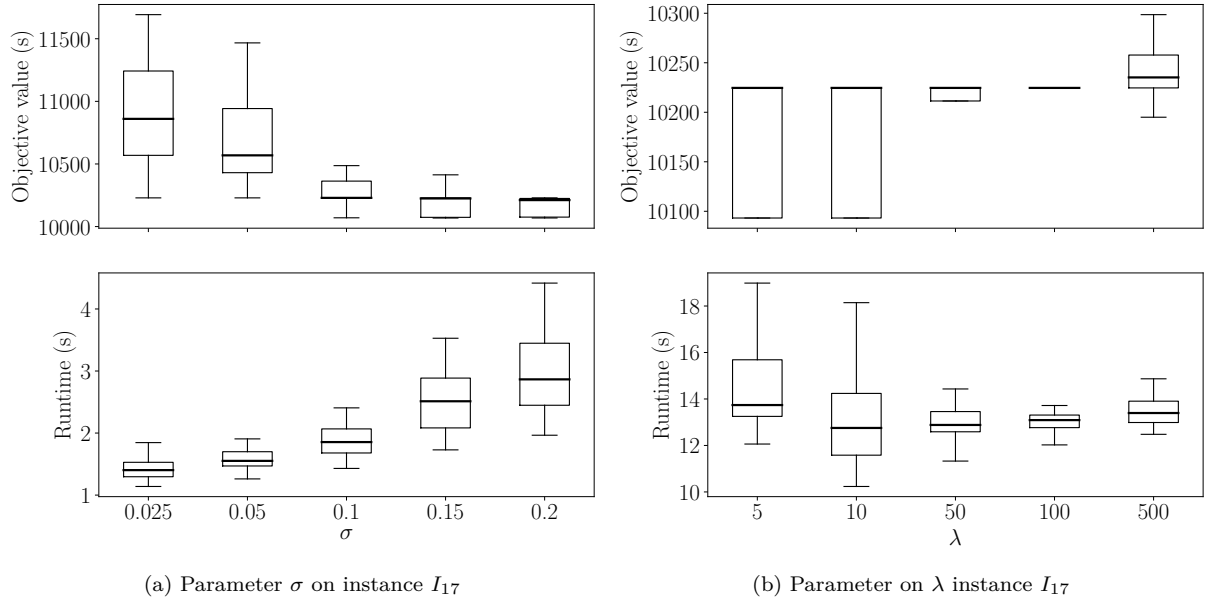 Objective value (s)
11500
11000
10500
10000
Runtime (s)
4
3
2
1
0.025 0.05 0.1 0.15 0.2
σ
(a) Parameter σ on instance I17
Objective value (s)
10300
10250
10200
10150
10100
Runtime (s)
18
16
14
12
10
5 10 50 100 500
λ
(b) Parameter on λ instance I17